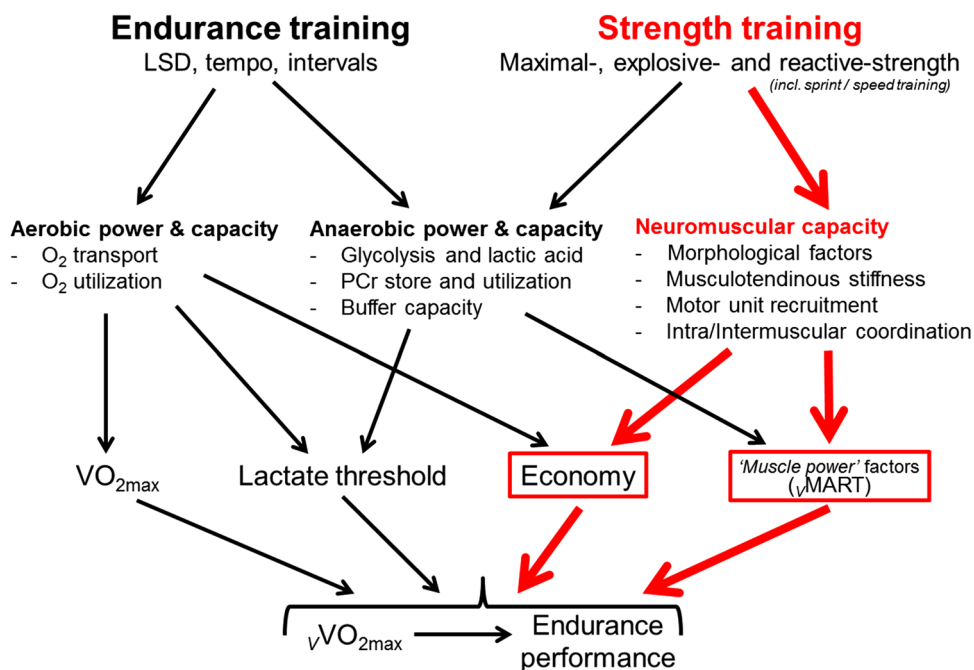 Endurance training
LSD, tempo, intervals
Strength training
Maximal-, explosive- and reactive-strength
(incl. sprint / speed training)
Aerobic power & capacity
- O₂ transport
- O₂ utilization
Anaerobic power & capacity
- Glycolysis and lactic acid
- PCr store and utilization
- Buffer capacity
Neuromuscular capacity
- Morphological factors
- Musculotendinous stiffness
- Motor unit recruitment
- Intra/Intermuscular coordination
VO₂max
Lactate threshold
Economy
'Muscle power' factors
(vMART)
vVO₂max
Endurance
performance